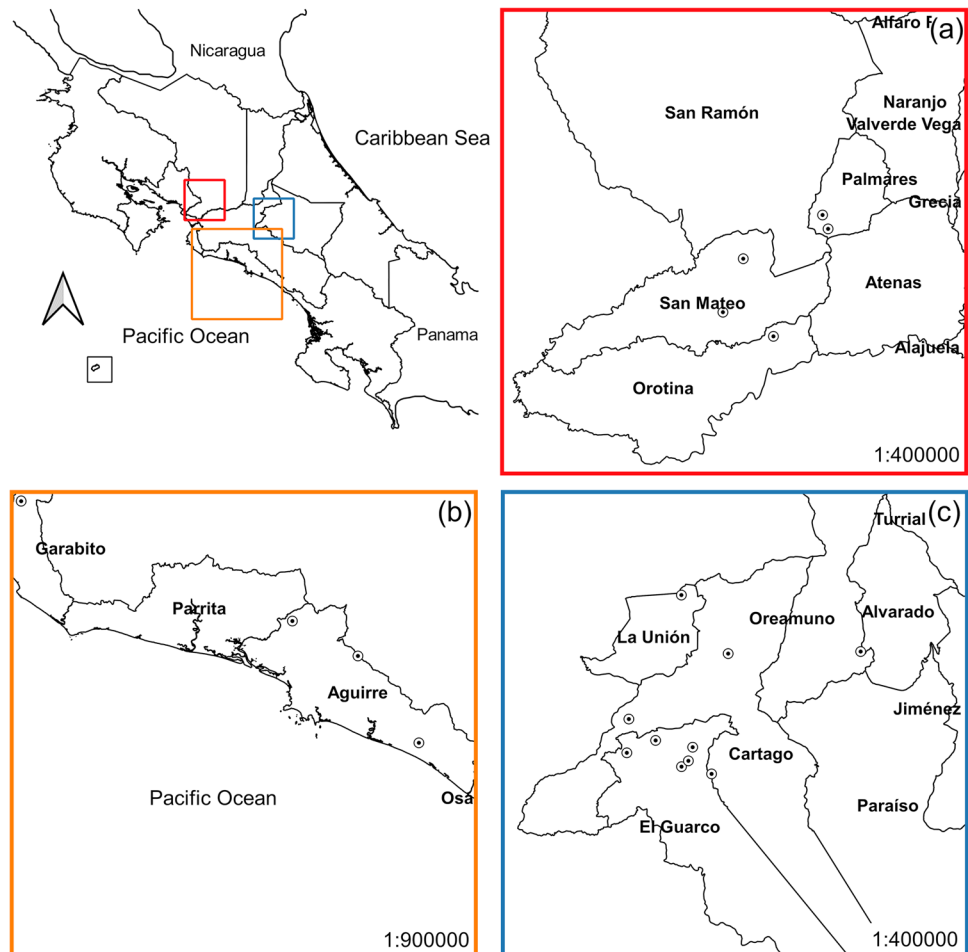 Nicaragua
Caribbean Sea
Pacific Ocean
Panama
(a)
Alfaro
San Ramón
Naranjo
Valverde Vega
Palmares
Grecia
Atenas
San Mateo
Alajuela
Orotina
1:400000
(b)
Garabito
Parrita
Aguirre
Pacific Ocean
Osa
1:900000
(c)
Turrial
Oreamuno
Alvarado
La Unión
Jiménez
Cartago
Paraíso
El Guarco
1:400000